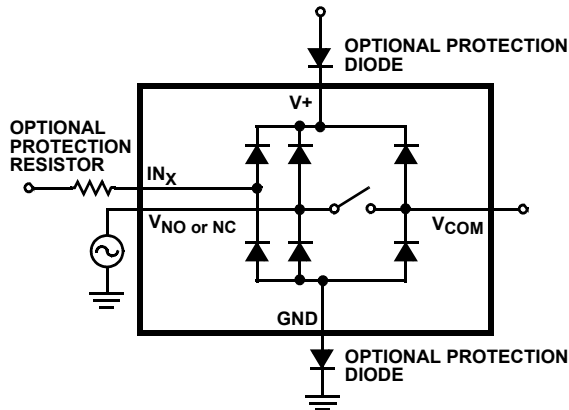 OPTIONAL PROTECTION
DIODE
V+
OPTIONAL
PROTECTION
RESISTOR
INX
VNO or NC
VCOM
GND
OPTIONAL PROTECTION
DIODE